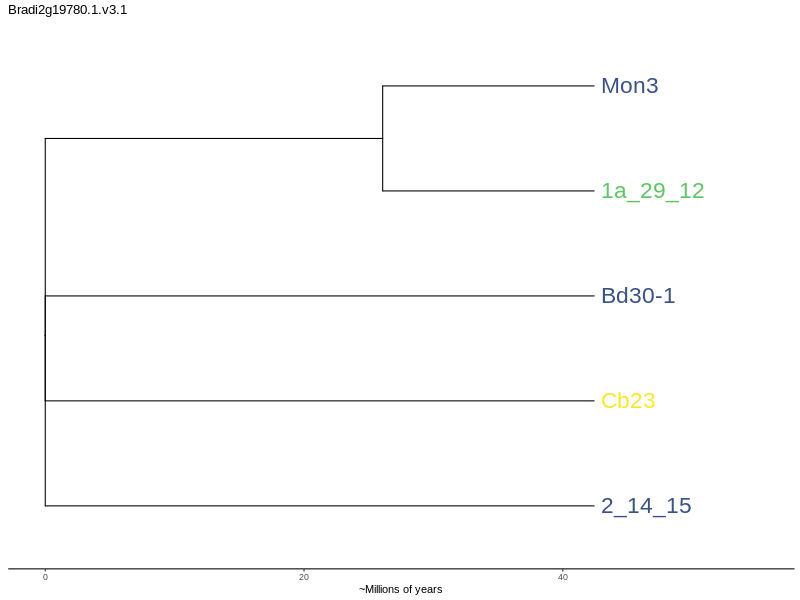 Bradi2g19780.1.v3.1
Mon3
1a_29_12
Bd30-1
Cb23
2_14_15
0 20 40
~Millions of years